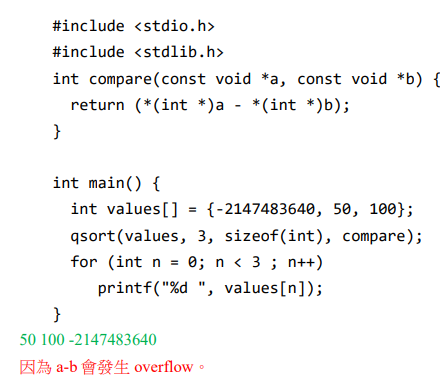 #include <stdio.h>
#include <stdlib.h>
int compare(const void *a, const void *b) {
  return (*(int *)a - *(int *)b);
}

int main() {
  int values[] = {-2147483640, 50, 100};
  qsort(values, 3, sizeof(int), compare);
  for (int n = 0; n < 3 ; n++)
     printf("%d ", values[n]);
}
50 100 -2147483640
因為 a-b 會發生 overflow。